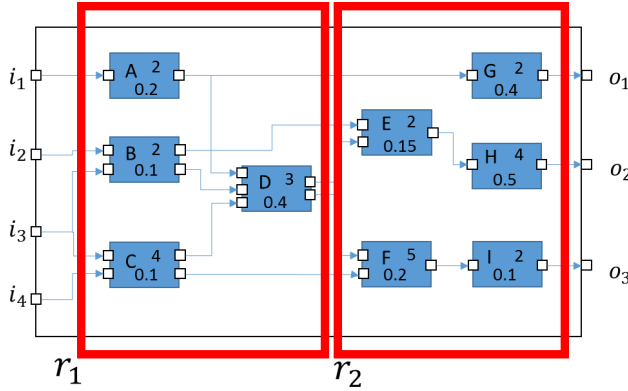 i₁
A 2
0.2
G 2
0.4
o₁
i₂
B 2
0.1
E 2
0.15
H 4
0.5
o₂
D 3
0.4
i₃
C 4
0.1
F 5
0.2
I 2
0.1
o₃
i₄
r₁
r₂